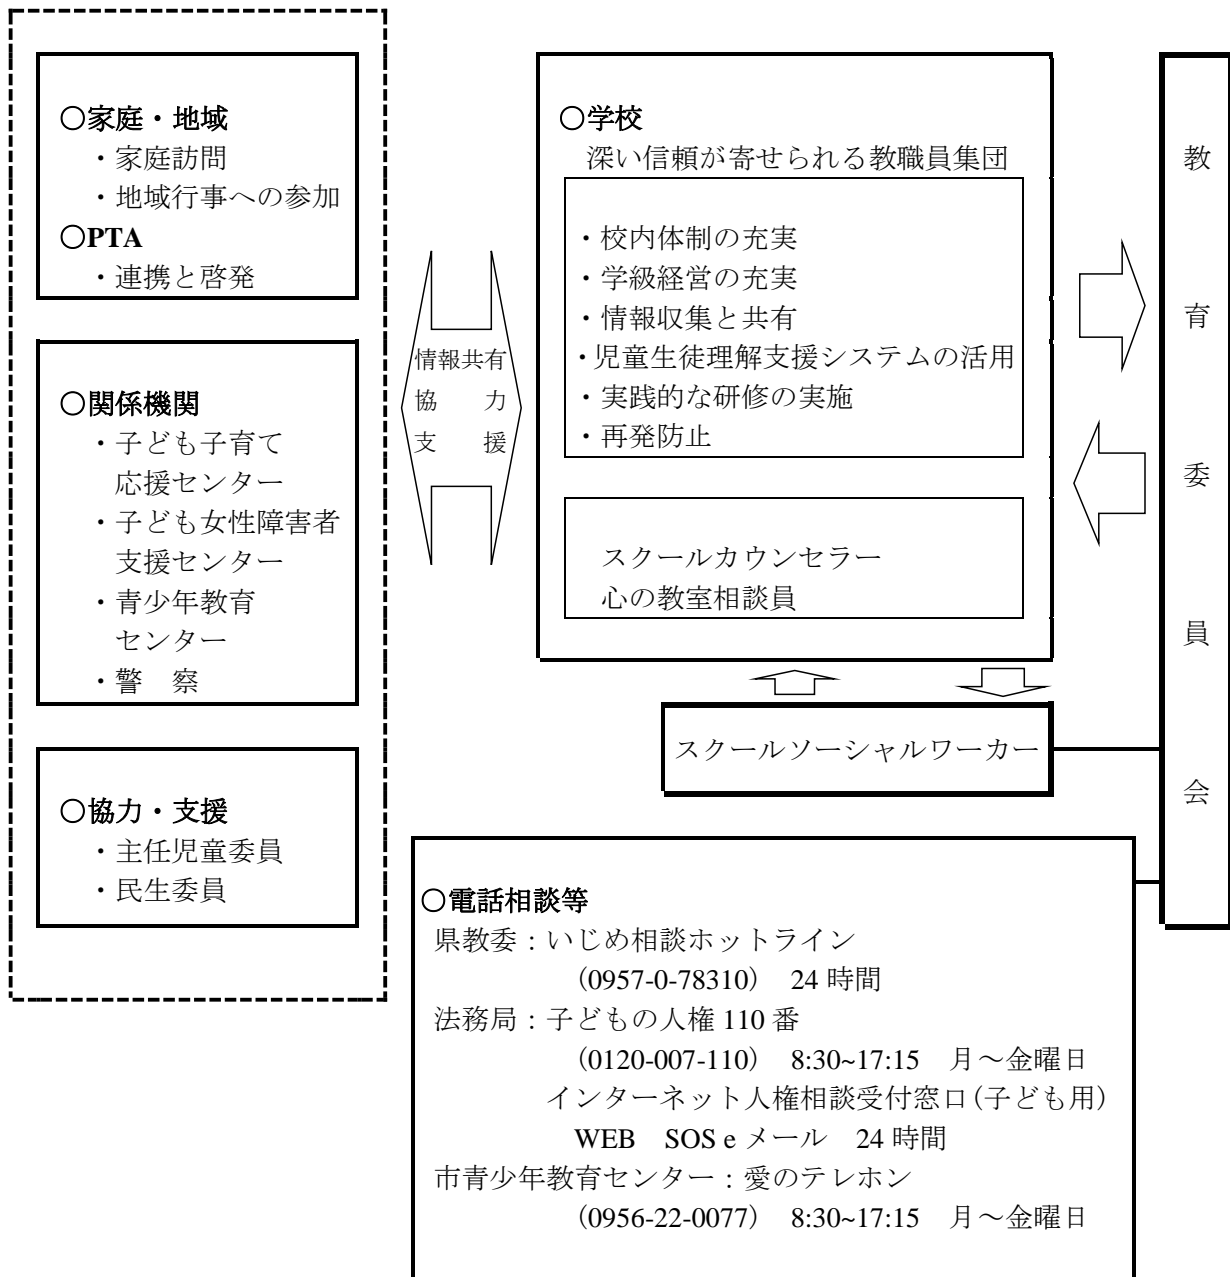 ○家庭・地域
・家庭訪問
・地域行事への参加
○PTA
・連携と啓発
○関係機関
・子ども子育て
応援センター
・子ども女性障害者
支援センター
・青少年教育
センター
・警　察
○協力・支援
・主任児童委員
・民生委員
情報共有
協　力
支　援
○学校
深い信頼が寄せられる教職員集団
・校内体制の充実
・学級経営の充実
・情報収集と共有
・児童生徒理解支援システムの活用
・実践的な研修の実施
・再発防止
スクールカウンセラー
心の教室相談員
スクールソーシャルワーカー
教
育
委
員
会
○電話相談等
県教委：いじめ相談ホットライン
（0957-0-78310）　24 時間
法務局：子どもの人権 110 番
（0120-007-110）　8:30~17:15　月～金曜日
インターネット人権相談受付窓口(子ども用)
WEB　SOS e メール　24 時間
市青少年教育センター：愛のテレホン
（0956-22-0077）　8:30~17:15　月～金曜日